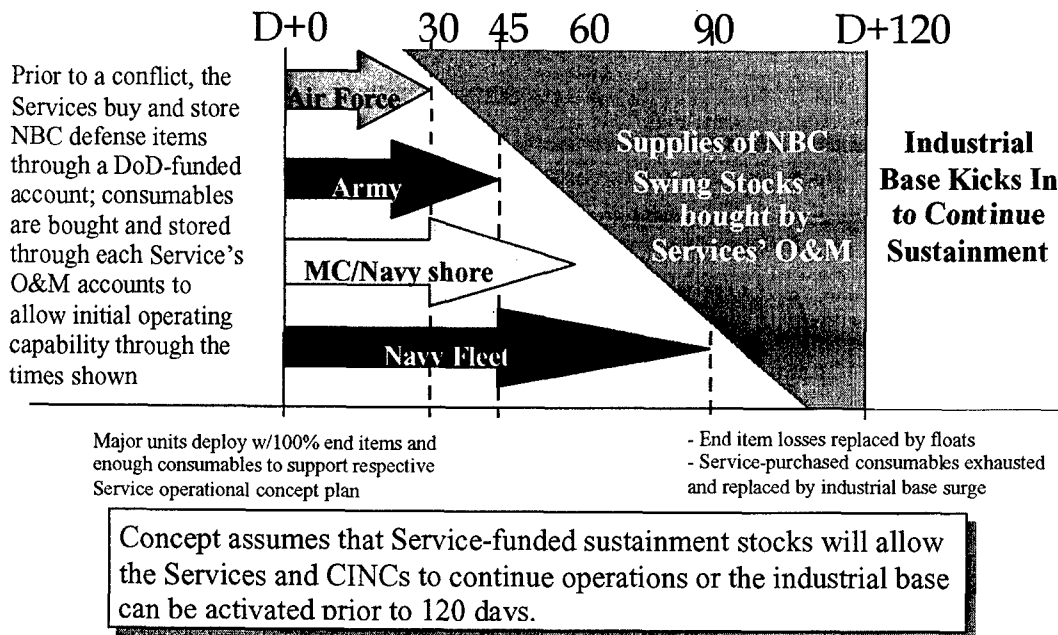 D+0 30 45 60 90 D+120
Prior to a conflict, the
Services buy and store
NBC defense items
through a DoD-funded
account; consumables
are bought and stored
through each Service's
O&M accounts to
allow initial operating
capability through the
times shown
Air Force
Army
MC/Navy shore
Navy Fleet
Supplies of NBC
Swing Stocks
bought by
Services' O&M
Industrial
Base Kicks In
to Continue
Sustainment
Major units deploy w/100% end items and
enough consumables to support respective
Service operational concept plan
- End item losses replaced by floats
- Service-purchased consumables exhausted
and replaced by industrial base surge
Concept assumes that Service-funded sustainment stocks will allow
the Services and CINCs to continue operations or the industrial base
can be activated prior to 120 days.